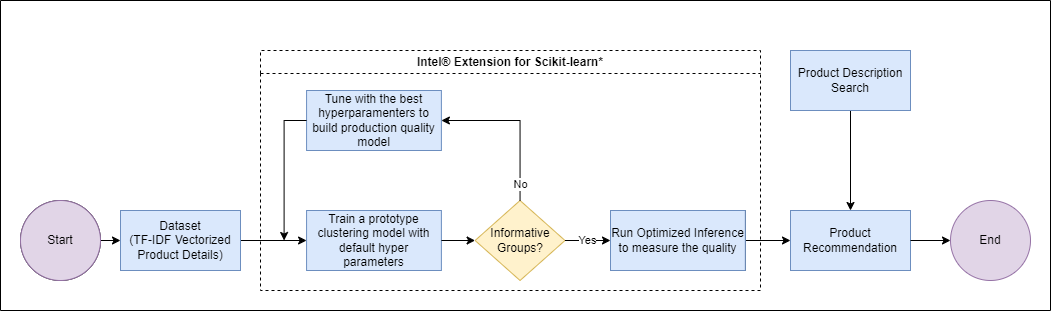 Intel® Extension for Scikit-learn*
Tune with the best
hyperparamenters to
build production quality
model
Product Description
Search
No
Start
Dataset
(TF-IDF Vectorized
Product Details)
Train a prototype
clustering model with
default hyper
parameters
Informative
Groups?
Yes
Run Optimized Inference
to measure the quality
Product
Recommendation
End